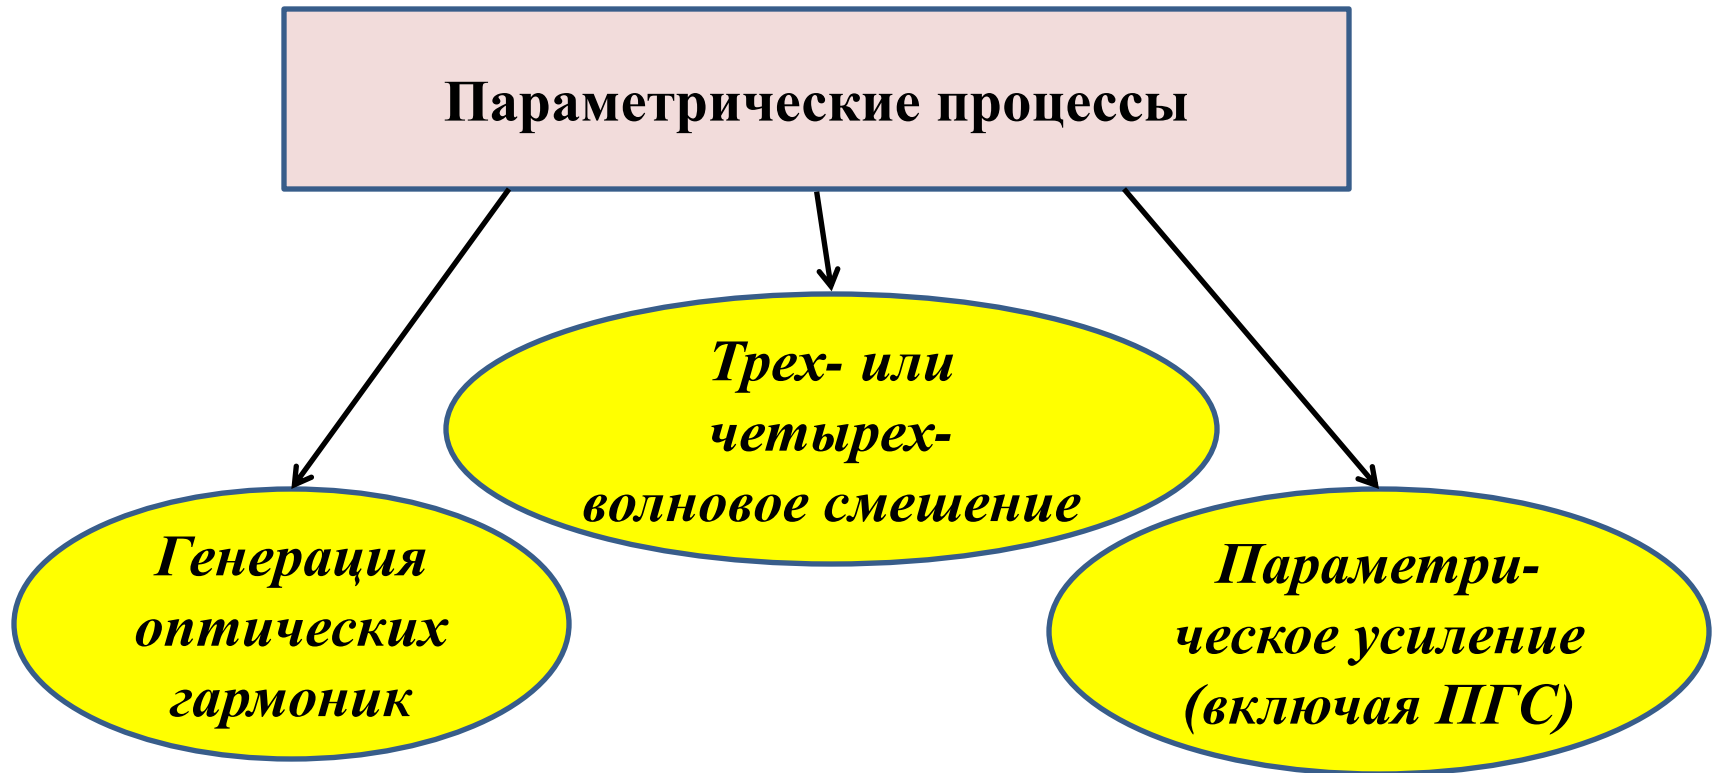 Параметрические процессы
Трех- или
четырех-
волновое смешение
Генерация
оптических
гармоник
Параметри-
ческое усиление
(включая ПГС)